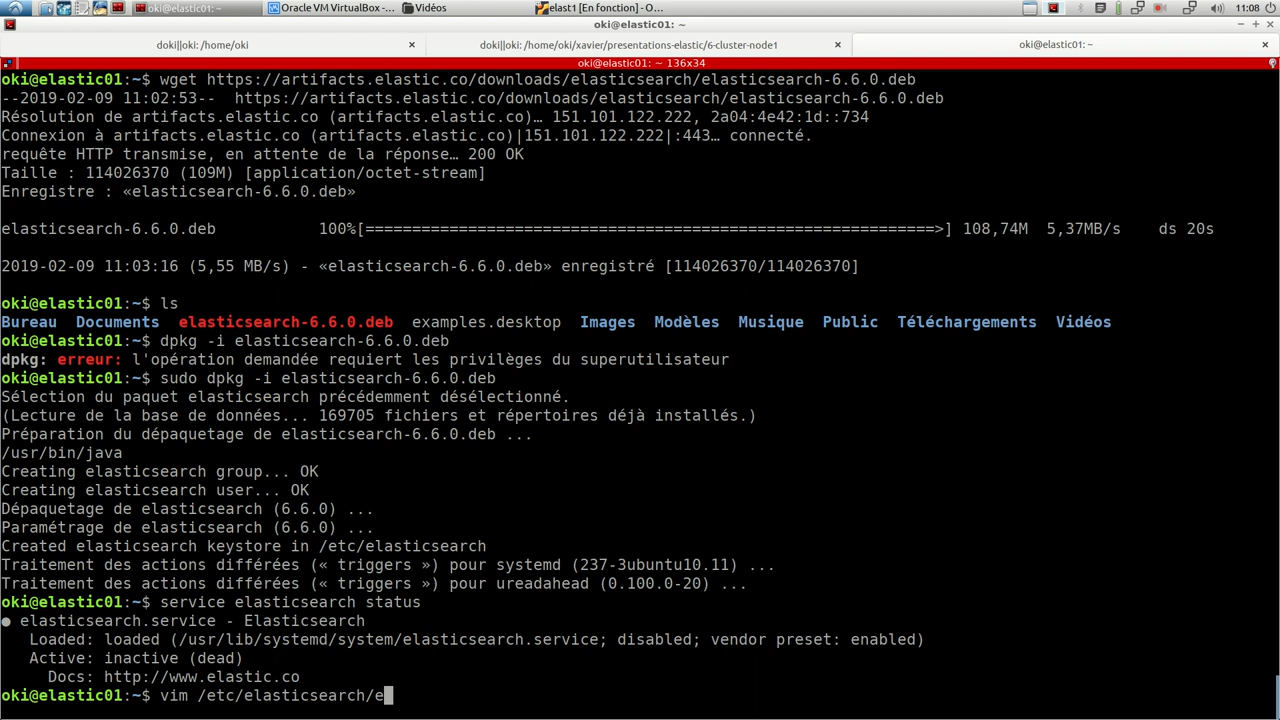 oki@elastic01: ~
Oracle VM VirtualBox -...
Vidéos
elast1 [En fonction] - O...
11:08
oki@elastic01: ~
doki||oki: /home/oki
doki||oki: /home/oki/xavier/presentations-elastic/6-cluster-node1
oki@elastic01: ~
oki@elastic01: ~ 136x34
oki@elastic01:~$ wget https://artifacts.elastic.co/downloads/elasticsearch/elasticsearch-6.6.0.deb
--2019-02-09 11:02:53--  https://artifacts.elastic.co/downloads/elasticsearch/elasticsearch-6.6.0.deb
Résolution de artifacts.elastic.co (artifacts.elastic.co)… 151.101.122.222, 2a04:4e42:1d::734
Connexion à artifacts.elastic.co (artifacts.elastic.co)|151.101.122.222|:443… connecté.
requête HTTP transmise, en attente de la réponse… 200 OK
Taille : 114026370 (109M) [application/octet-stream]
Enregistre : «elasticsearch-6.6.0.deb»
elasticsearch-6.6.0.deb           100%[=============================================================>] 108,74M  5,37MB/s    ds 20s
2019-02-09 11:03:16 (5,55 MB/s) - «elasticsearch-6.6.0.deb» enregistré [114026370/114026370]
oki@elastic01:~$ ls
Bureau  Documents  elasticsearch-6.6.0.deb  examples.desktop  Images  Modèles  Musique  Public  Téléchargements  Vidéos
oki@elastic01:~$ dpkg -i elasticsearch-6.6.0.deb
dpkg: erreur: l'opération demandée requiert les privilèges du superutilisateur
oki@elastic01:~$ sudo dpkg -i elasticsearch-6.6.0.deb
Sélection du paquet elasticsearch précédemment désélectionné.
(Lecture de la base de données... 169705 fichiers et répertoires déjà installés.)
Préparation du dépaquetage de elasticsearch-6.6.0.deb ...
/usr/bin/java
Creating elasticsearch group... OK
Creating elasticsearch user... OK
Dépaquetage de elasticsearch (6.6.0) ...
Paramétrage de elasticsearch (6.6.0) ...
Created elasticsearch keystore in /etc/elasticsearch
Traitement des actions différées (« triggers ») pour systemd (237-3ubuntu10.11) ...
Traitement des actions différées (« triggers ») pour ureadahead (0.100.0-20) ...
oki@elastic01:~$ service elasticsearch status
● elasticsearch.service - Elasticsearch
   Loaded: loaded (/usr/lib/systemd/system/elasticsearch.service; disabled; vendor preset: enabled)
   Active: inactive (dead)
     Docs: http://www.elastic.co
oki@elastic01:~$ vim /etc/elasticsearch/e